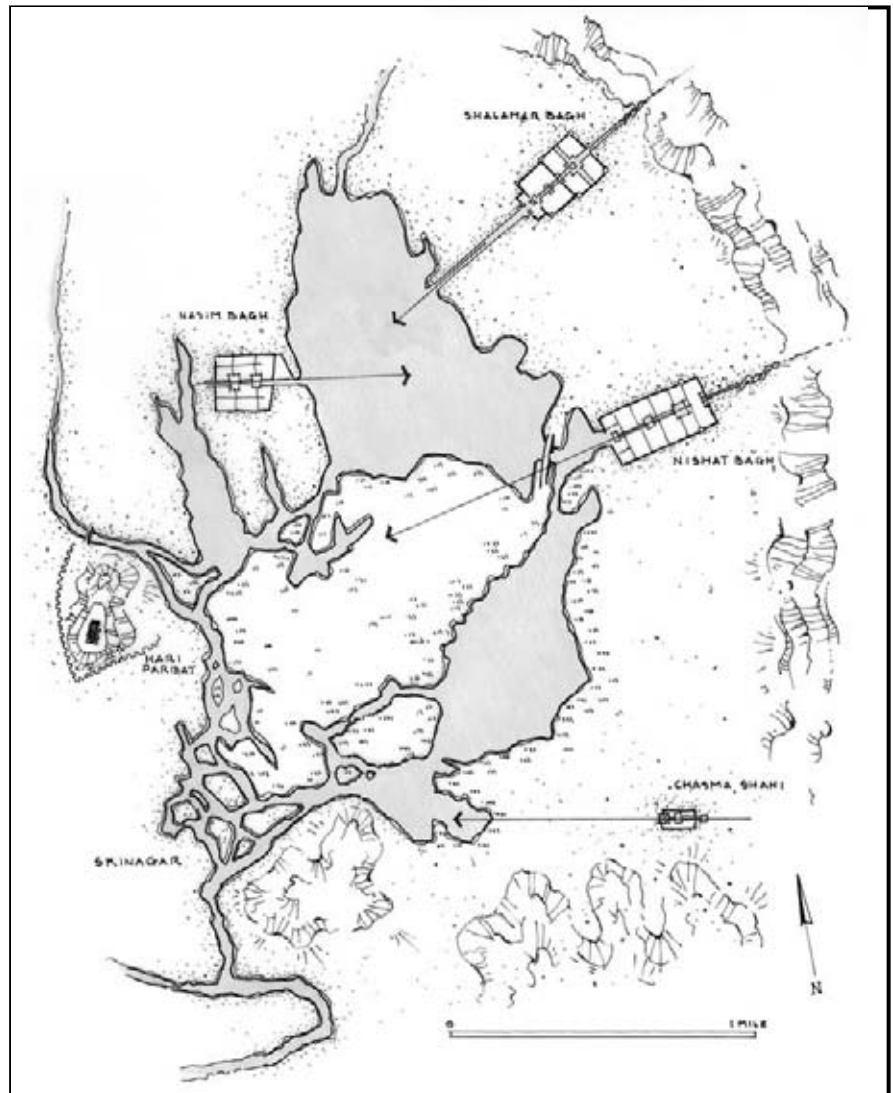 SHALAMAR BAGH
NASIM BAGH
NISHAT BAGH
HARI
PARBAT
CHASMA SHAHI
SRINAGAR
N
0 1 MILE